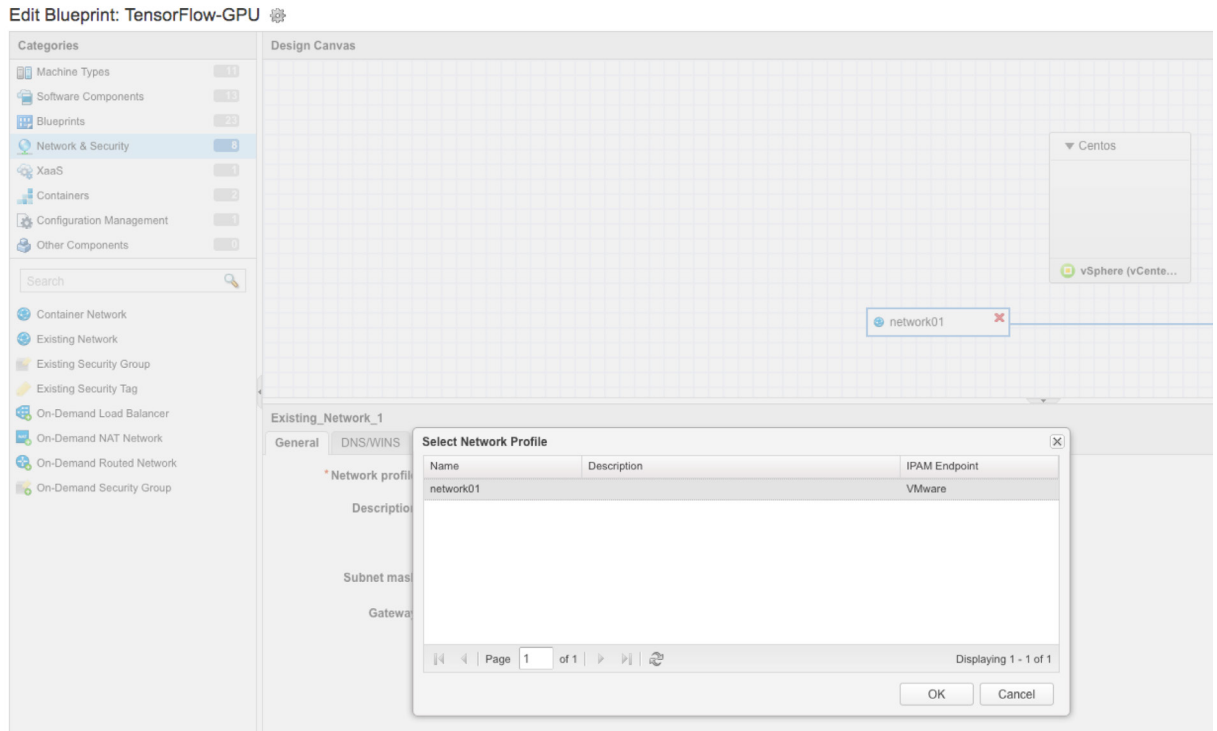 Edit Blueprint: TensorFlow-GPU
Categories
Machine Types 11
Software Components 13
Blueprints 23
Network & Security 8
XaaS 1
Containers 2
Configuration Management 1
Other Components 0
Search
Container Network
Existing Network
Existing Security Group
Existing Security Tag
On-Demand Load Balancer
On-Demand NAT Network
On-Demand Routed Network
On-Demand Security Group
Design Canvas
Centos
vSphere (vCente...
network01
Existing_Network_1
General DNS/WINS
*Network profil
Descriptio
Subnet mas
Gatewa
Select Network Profile
Name Description IPAM Endpoint
network01 VMware
Page 1 of 1 Displaying 1 - 1 of 1
OK Cancel